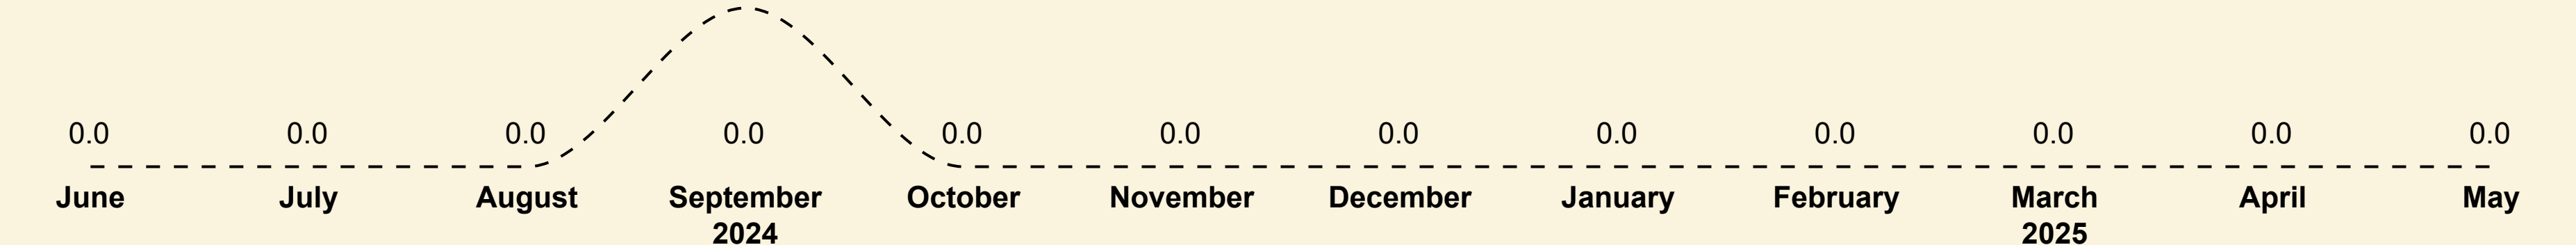 0.0 0.0 0.0 0.0 0.0 0.0 0.0 0.0 0.0 0.0 0.0 0.0
June July August September October November December January February March April May
2024 2025